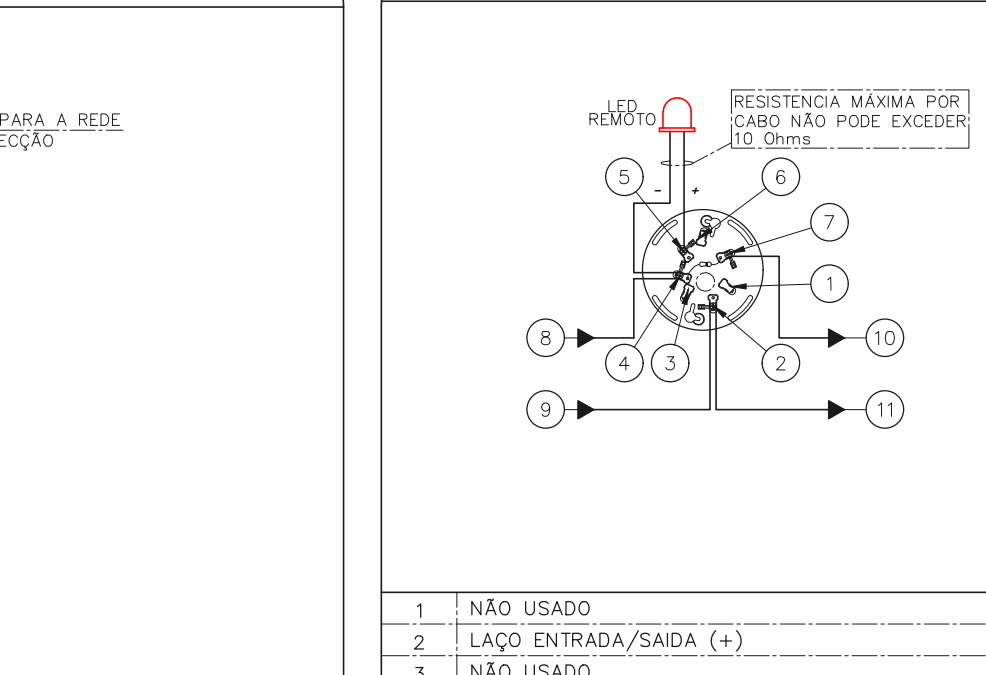 PARA A REDE
ECÇÃO
LED
REMOTO
RESISTENCIA MÁXIMA POR
CABO NÃO PODE EXCEDER
10 Ohms
5
6
- +
7
1
8
4
3
2
10
9
11
1 NÃO USADO
2 LAÇO ENTRADA/SAIDA (+)
3 NÃO USADO